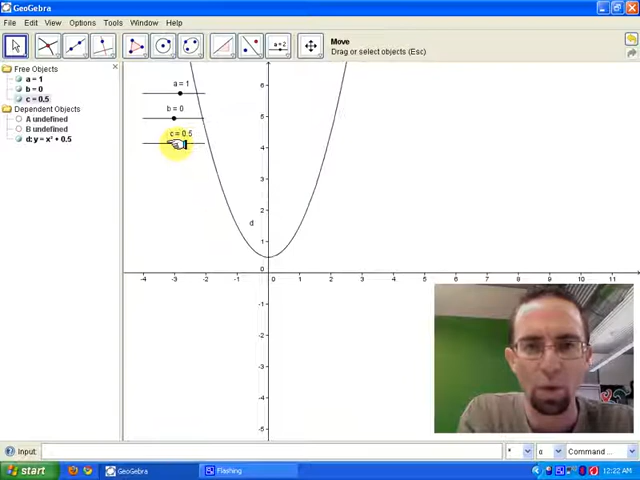 GeoGebra
File Edit View Options Tools Window Help
a = 2
Move
Drag or select objects (Esc)
Free Objects
a = 1
b = 0
c = 0.5
Dependent Objects
A undefined
B undefined
d: y = x² + 0.5
a = 1
b = 0
c = 0.5
d
6
5
4
3
2
1
0
-4 -3 -2 -1 0 1 2 3 4 5 6 7 8 9 10 11
-1
-2
-3
-4
-5
Input:
°
α
Command ...
start
GeoGebra
Flashing
12:22 AM